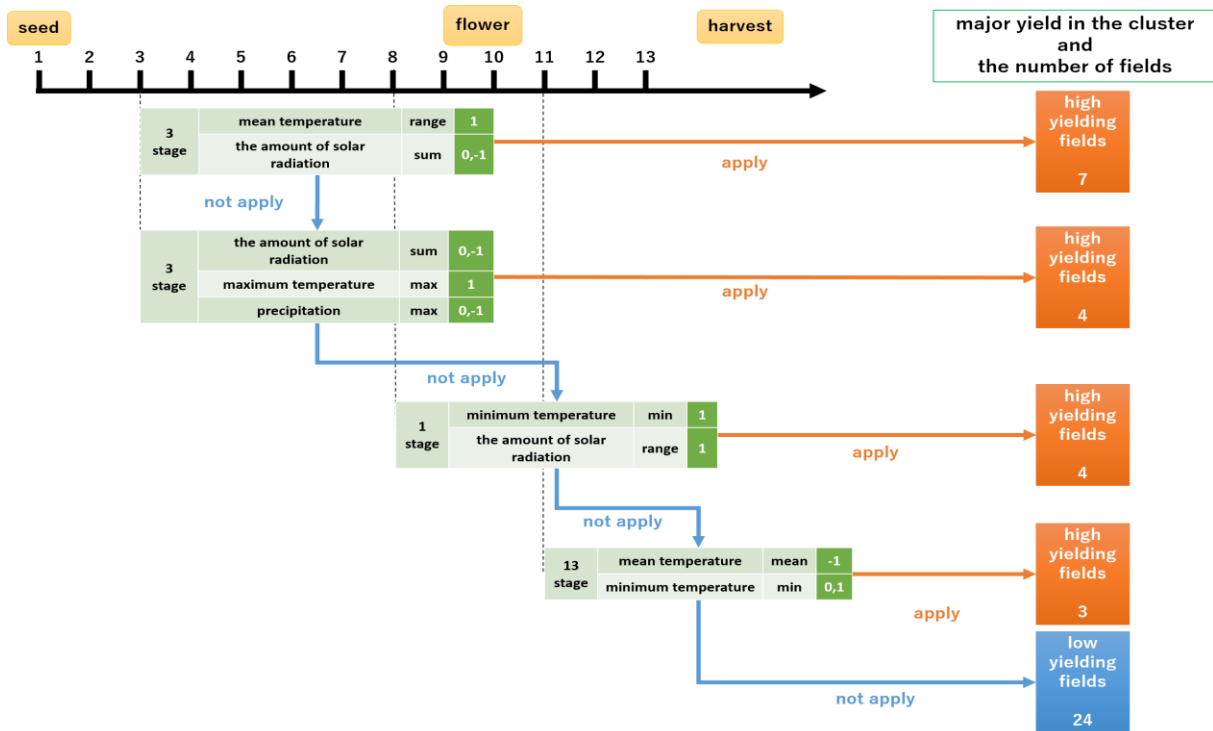 seed
flower
harvest
1 2 3 4 5 6 7 8 9 10 11 12 13
major yield in the cluster
and
the number of fields
3
stage
mean temperature range 1
the amount of solar
radiation
sum 0,-1
apply
high
yielding
fields
7
not apply
3
stage
the amount of solar
radiation
sum 0,-1
maximum temperature max 1
precipitation max 0,-1
apply
high
yielding
fields
4
not apply
1
stage
minimum temperature min 1
the amount of solar
radiation
range 1
apply
high
yielding
fields
4
not apply
13
stage
mean temperature mean -1
minimum temperature min 0,1
apply
high
yielding
fields
3
not apply
low
yielding
fields
24